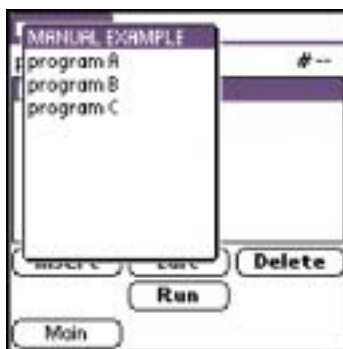 MANUAL EXAMPLE
program A
# --
program B
program C
Delete
Run
Main